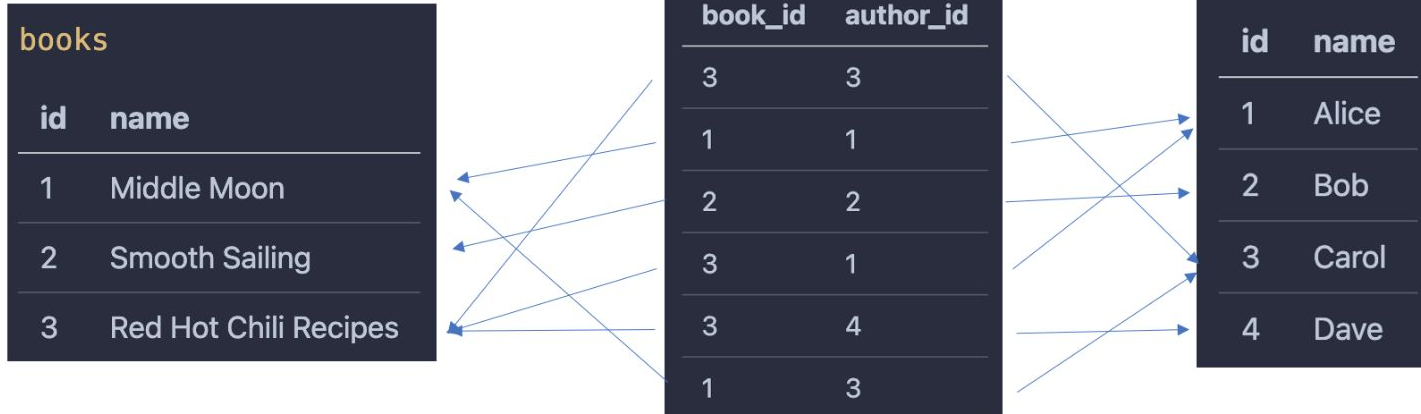 books
id name
1 Middle Moon
2 Smooth Sailing
3 Red Hot Chili Recipes
book_id author_id
3 3
1 1
2 2
3 1
3 4
1 3
id name
1 Alice
2 Bob
3 Carol
4 Dave